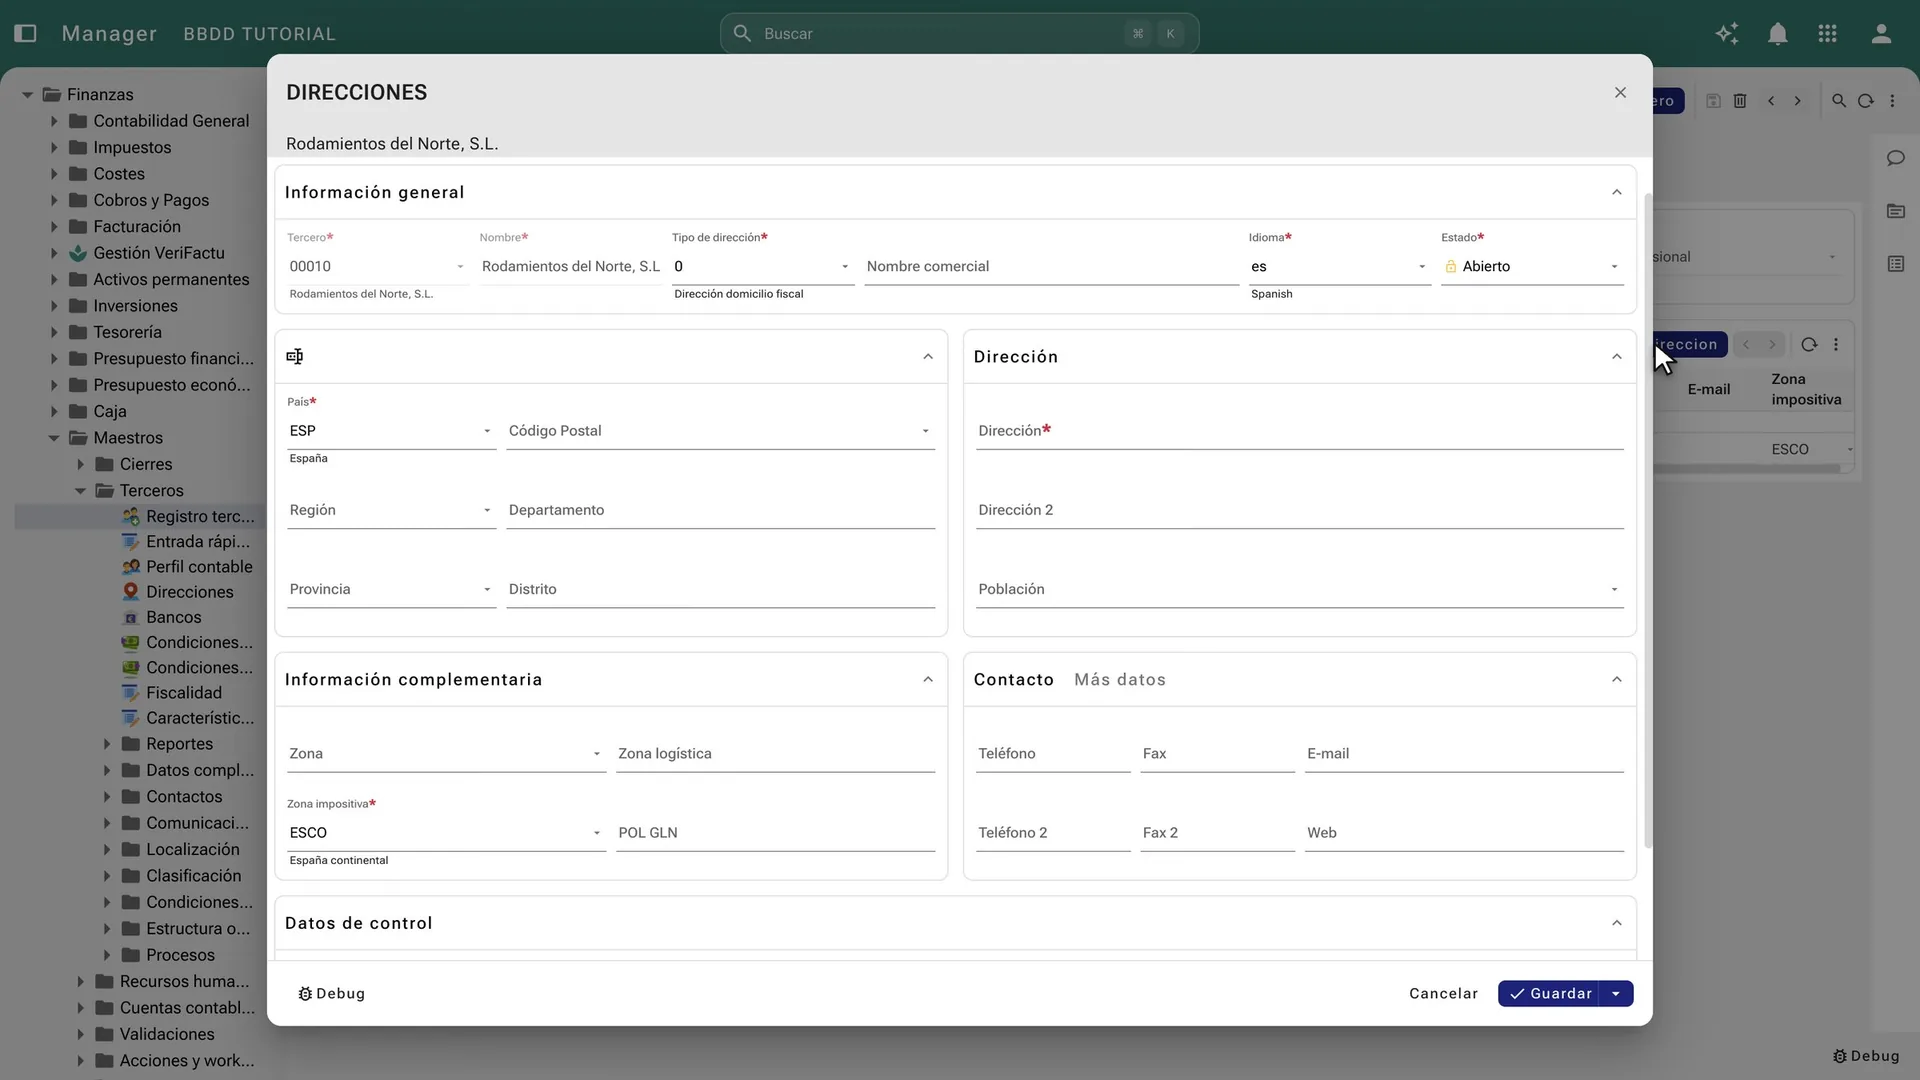 Manager
BBDD TUTORIAL
Buscar
⌘ K
Finanzas
Contabilidad General
Impuestos
Costes
Cobros y Pagos
Facturación
Gestión VeriFactu
Activos permanentes
Inversiones
Tesorería
Presupuesto financi...
Presupuesto econó...
Caja
Maestros
Cierres
Terceros
Registro terc...
Entrada rápi...
Perfil contable
Direcciones
Bancos
Condiciones...
Condiciones...
Fiscalidad
Característic...
Reportes
Datos compl...
Contactos
Comunicaci...
Localización
Clasificación
Condiciones...
Estructura o...
Procesos
Recursos huma...
Cuentas contabl...
Validaciones
Acciones y work...
DIRECCIONES
Rodamientos del Norte, S.L.
Información general
Tercero* Nombre* Tipo de dirección* Idioma* Estado*
00010 Rodamientos del Norte, S.L 0 Nombre comercial es Abierto
Rodamientos del Norte, S.L. Dirección domicilio fiscal Spanish
País*
ESP Código Postal
España
Región Departamento
Provincia Distrito
Dirección
Dirección*
Dirección 2
Población
Información complementaria
Zona Zona logística
Zona impositiva*
ESCO POL GLN
España continental
Contacto Más datos
Teléfono Fax E-mail
Teléfono 2 Fax 2 Web
Datos de control
Debug
Cancelar
Guardar
ero
sional
ireccion
E-mail
Zona
impositiva
ESCO
Debug